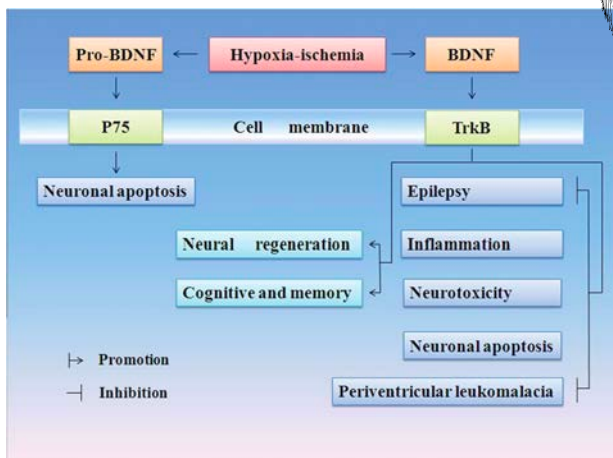 Pro-BDNF Hypoxia-ischemia BDNF
P75 Cell membrane TrkB
Neuronal apoptosis
Epilepsy
Neural regeneration
Inflammation
Cognitive and memory
Neurotoxicity
Neuronal apoptosis
Promotion
Periventricular leukomalacia
Inhibition